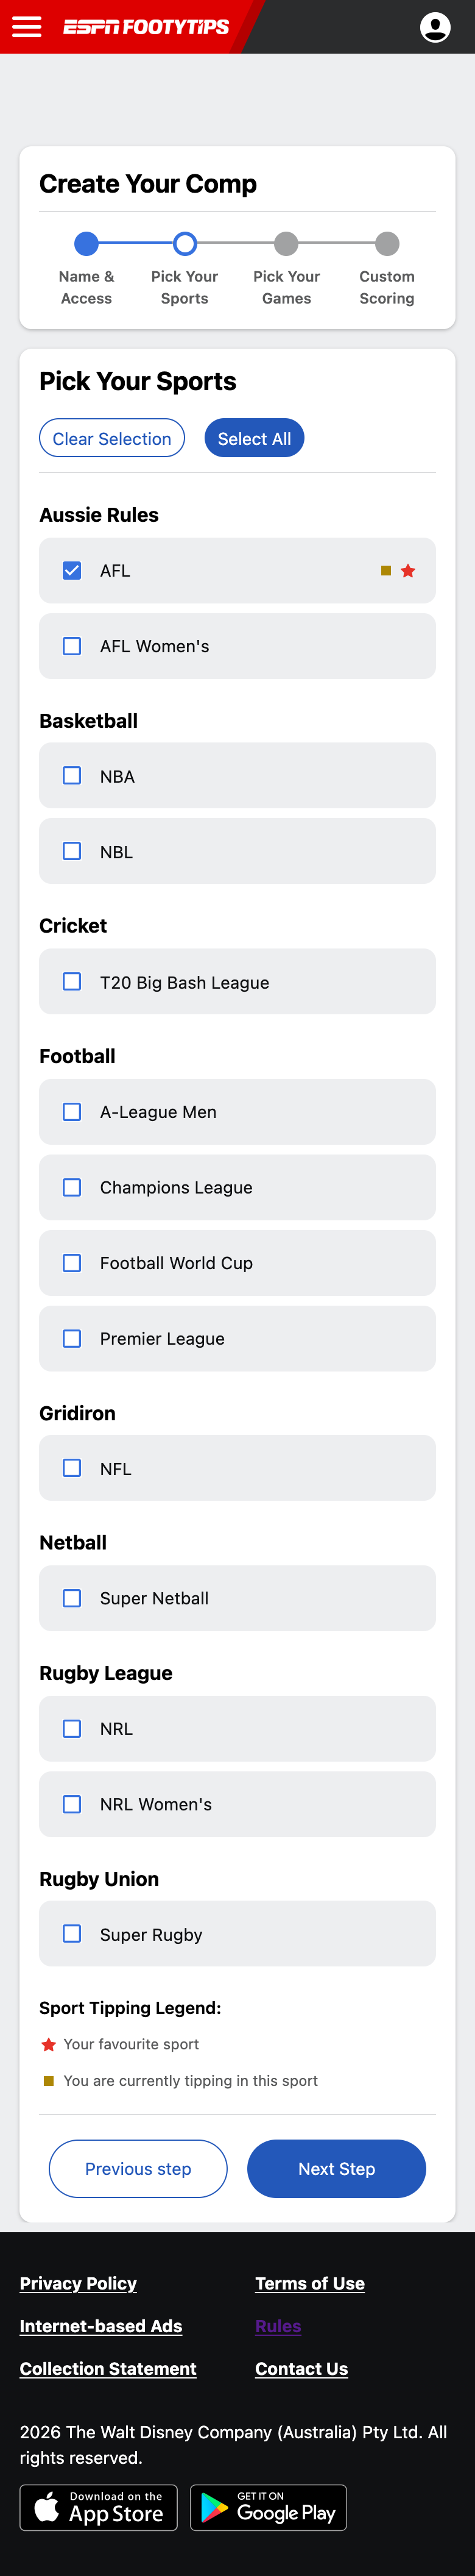 ESPN FOOTYTIPS
Create Your Comp
Name &
Access
Pick Your
Sports
Pick Your
Games
Custom
Scoring
Pick Your Sports
Clear Selection
Select All
Aussie Rules
AFL
AFL Women's
Basketball
NBA
NBL
Cricket
T20 Big Bash League
Football
A-League Men
Champions League
Football World Cup
Premier League
Gridiron
NFL
Netball
Super Netball
Rugby League
NRL
NRL Women's
Rugby Union
Super Rugby
Sport Tipping Legend:
Your favourite sport
You are currently tipping in this sport
Previous step
Next Step
Privacy Policy
Terms of Use
Internet-based Ads
Rules
Collection Statement
Contact Us
2026 The Walt Disney Company (Australia) Pty Ltd. All
rights reserved.
Download on the
App Store
GET IT ON
Google Play